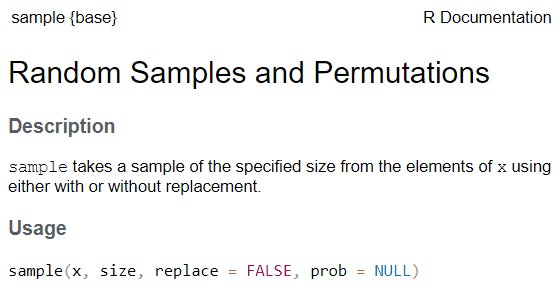 sample {base}
R Documentation
Random Samples and Permutations
Description
sample takes a sample of the specified size from the elements of x using
either with or without replacement.
Usage
sample(x, size, replace = FALSE, prob = NULL)